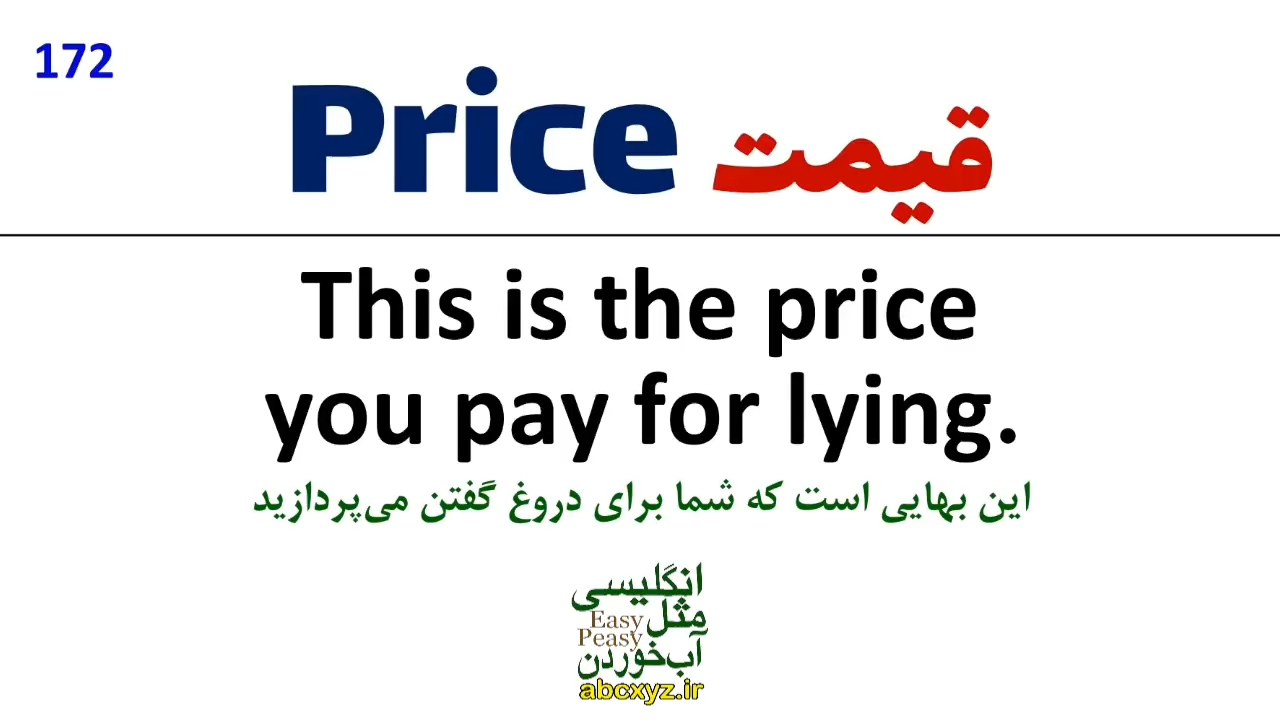 172
Price قیمت
This is the price
you pay for lying.
این بهایی است که شما برای دروغ گفتن می‌پردازید
انگلیسی
مثل Easy
Peasy
آب‌خوردن
abcxyz.ir